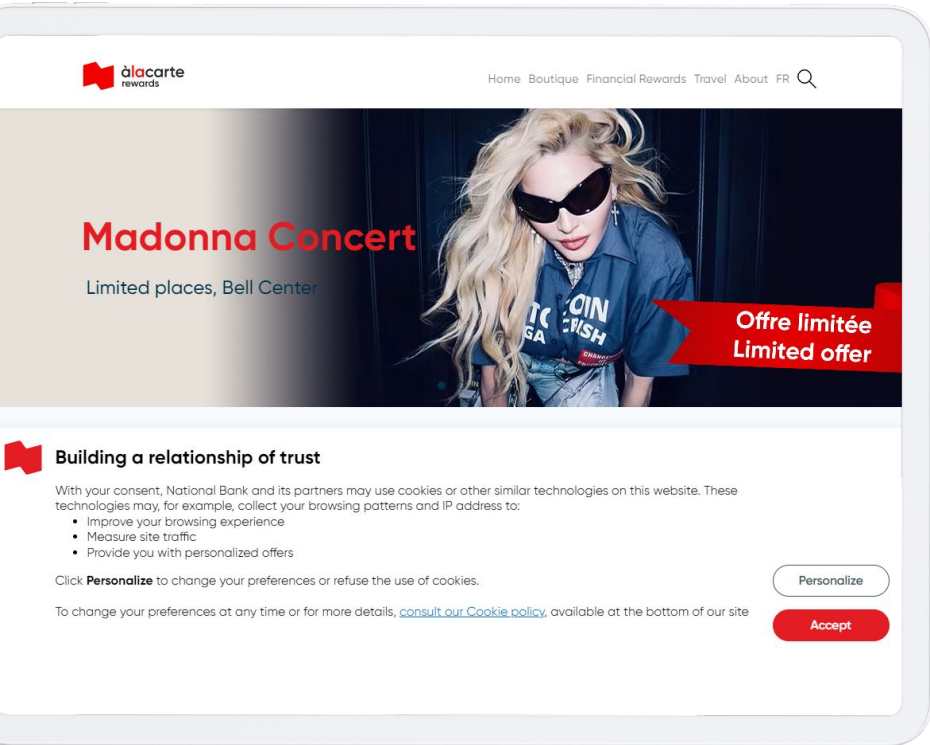 àlacarte
rewards
Home Boutique Financial Rewards Travel About FR
Madonna Concert
Limited places, Bell Center
Offre limitée
Limited offer
Building a relationship of trust
With your consent, National Bank and its partners may use cookies or other similar technologies on this website. These
technologies may, for example, collect your browsing patterns and IP address to:
• Improve your browsing experience
• Measure site traffic
• Provide you with personalized offers
Click Personalize to change your preferences or refuse the use of cookies.
Personalize
To change your preferences at any time or for more details, consult our Cookie policy, available at the bottom of our site
Accept